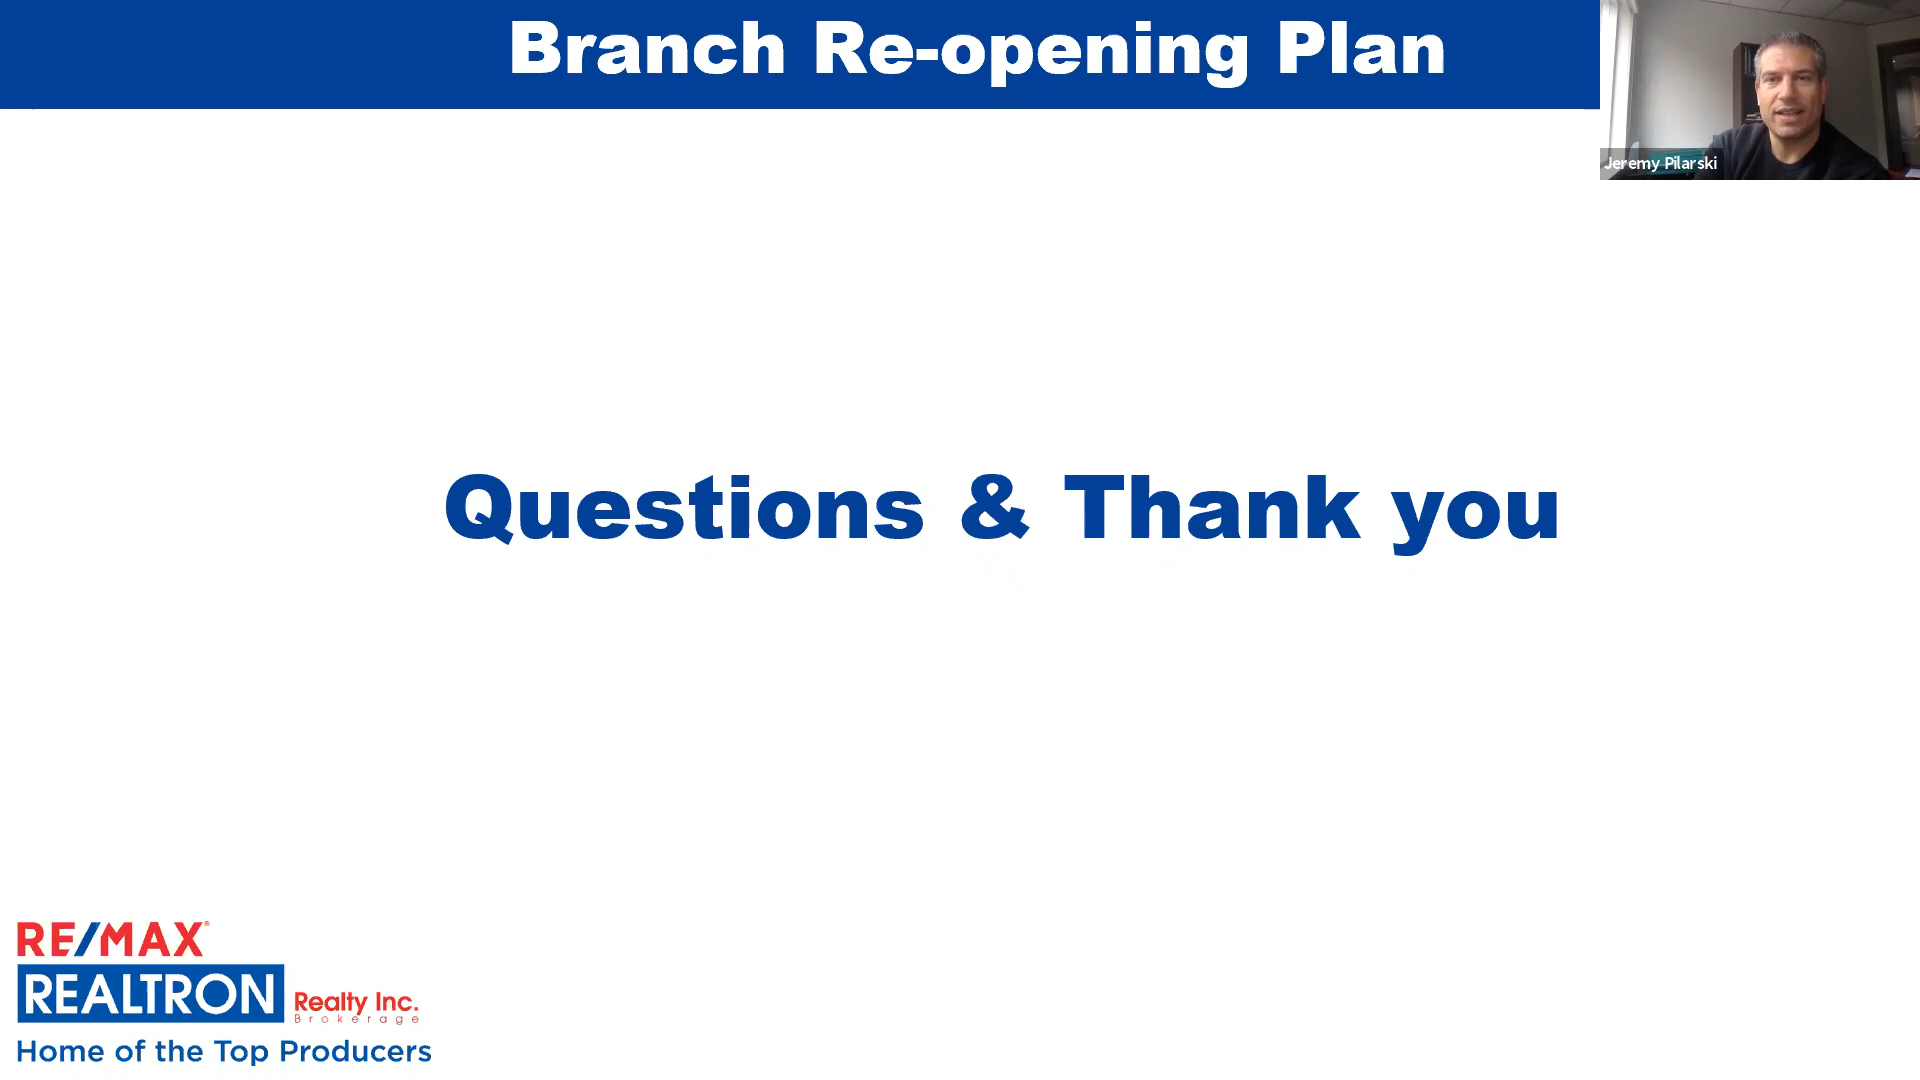 Branch Re-opening Plan
Jeremy Pilarski
Questions & Thank you
RE/MAX®
REALTRON Realty Inc.
Brokerage
Home of the Top Producers